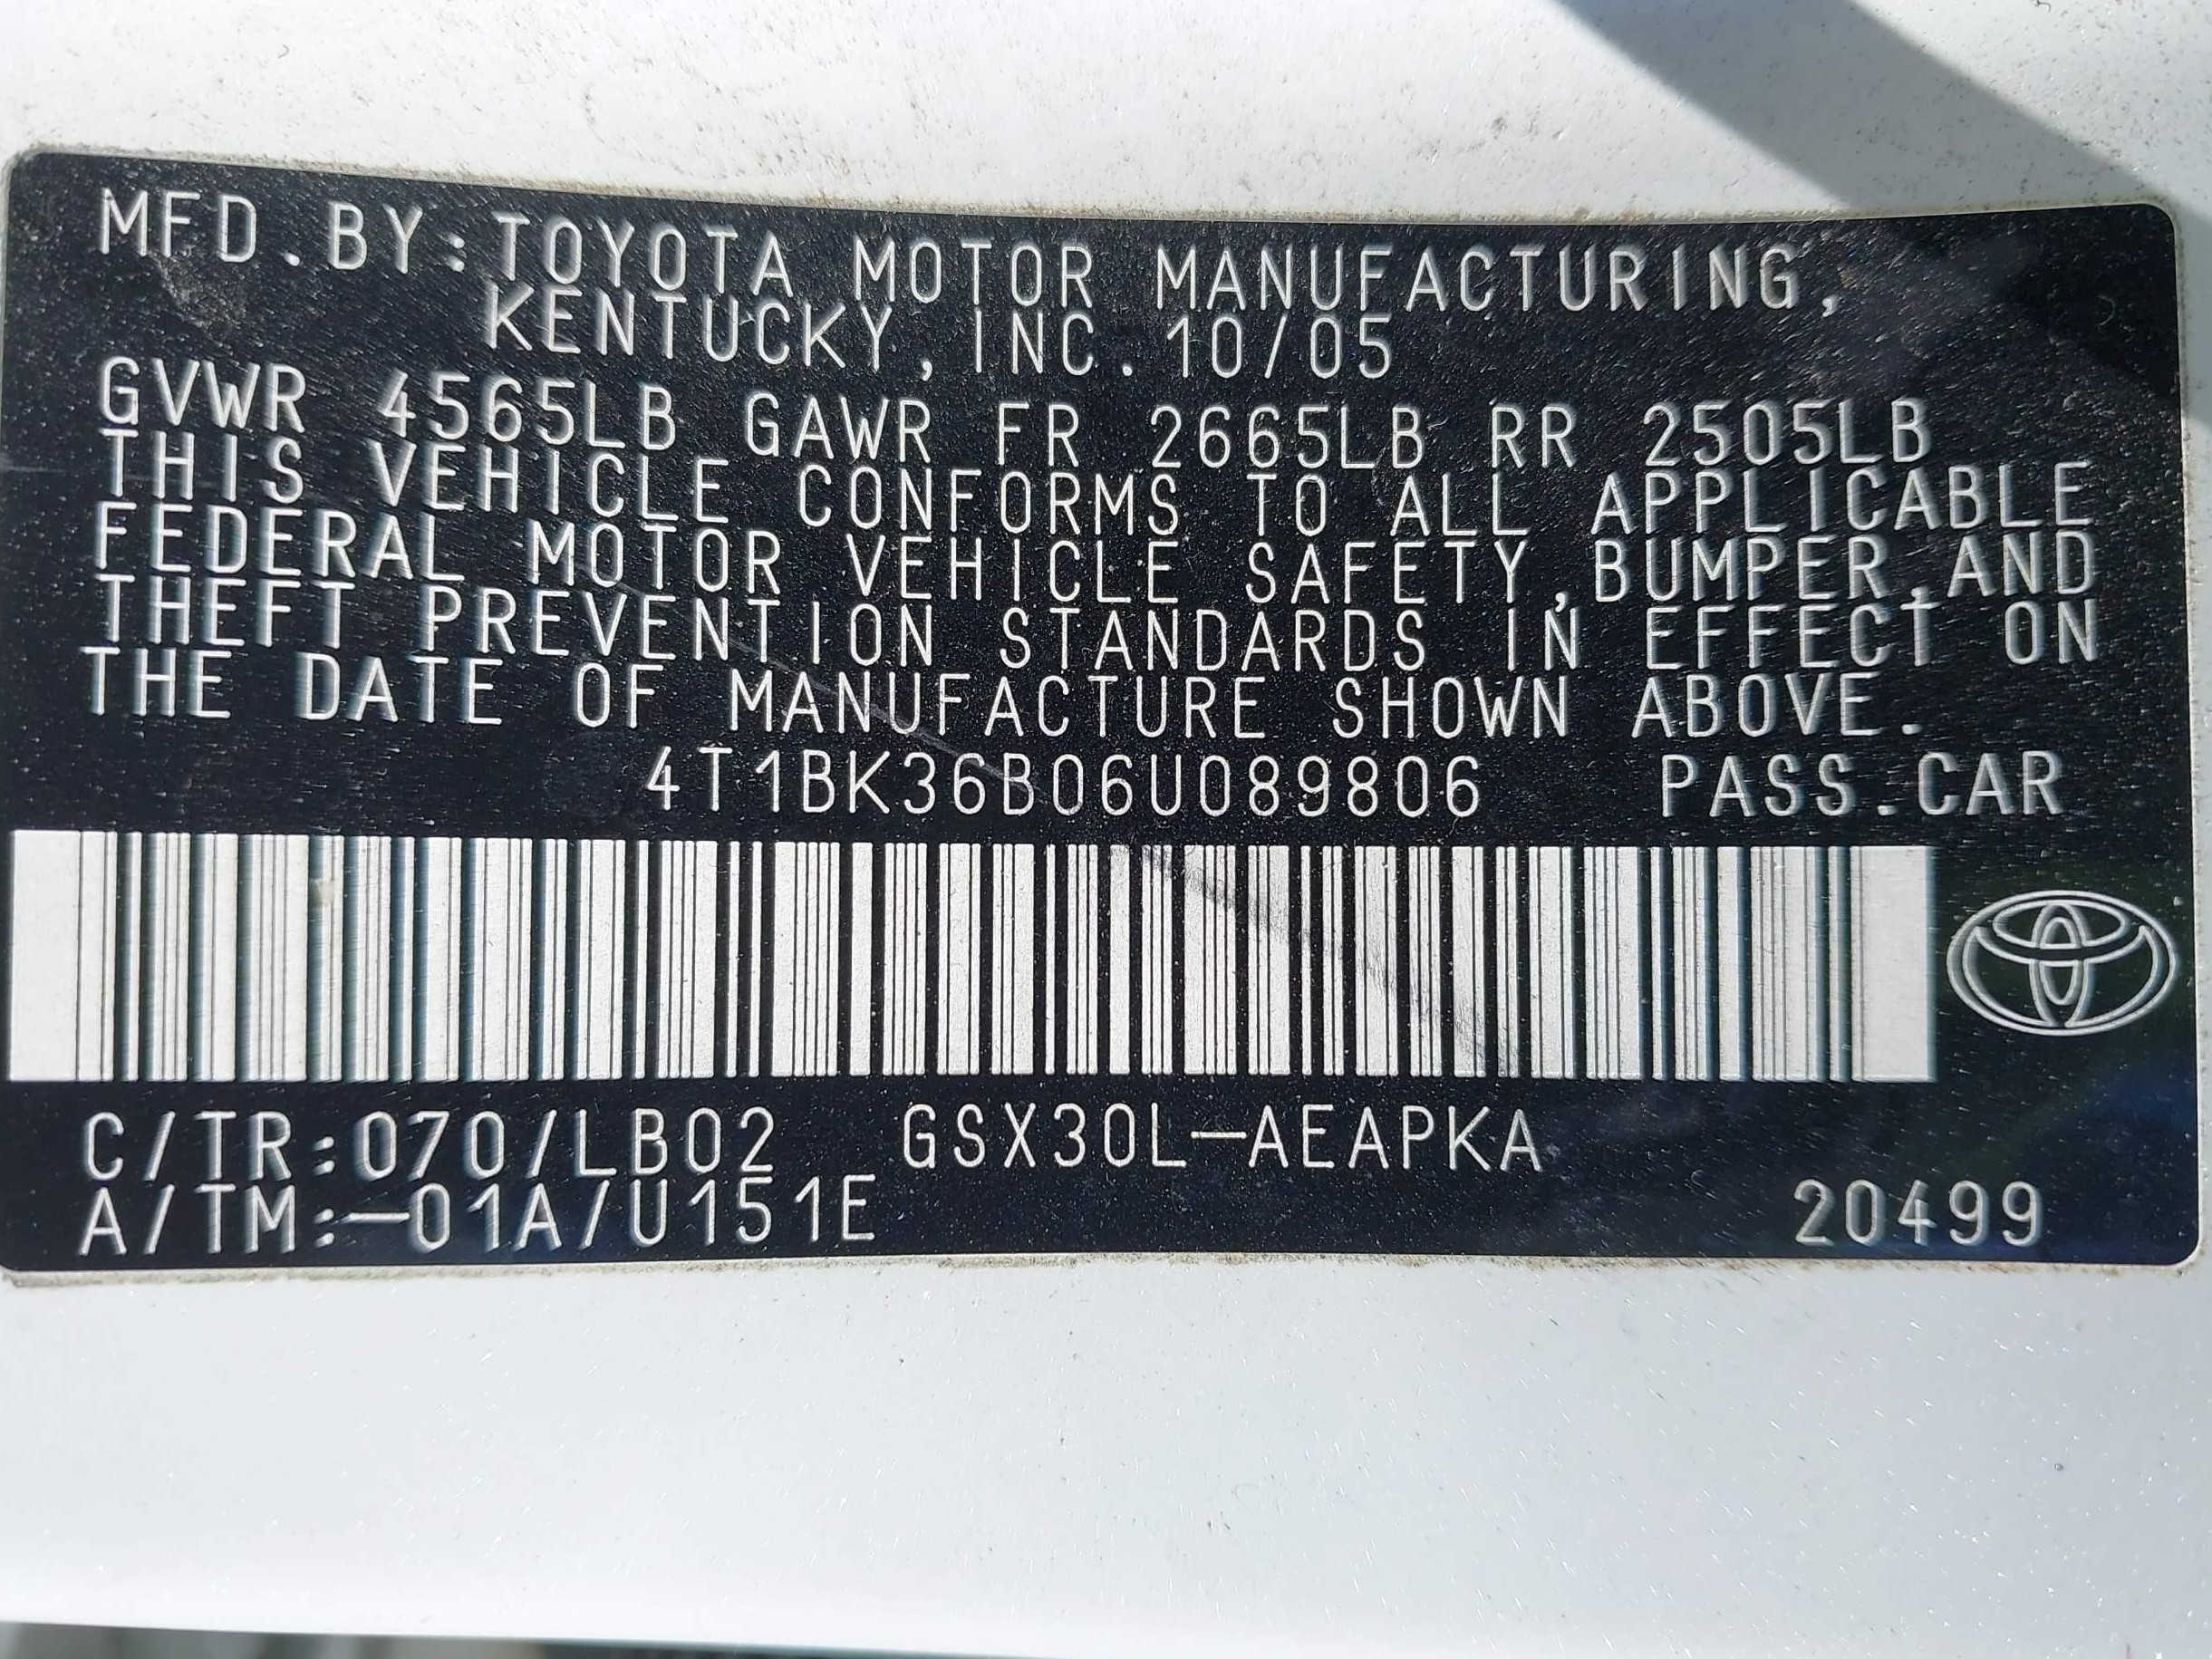 MFD.BY:TOYOTA MOTOR MANUFACTURING,
KENTUCKY, INC. 10/05
GVWR 4565LB GAWR FR 2665LB RR 2505LB
THIS VEHICLE CONFORMS TO ALL APPLICABLE
FEDERAL MOTOR VEHICLE SAFETY,BUMPER,AND
THEFT PREVENTION STANDARDS IN EFFECT ON
THE DATE OF MANUFACTURE SHOWN ABOVE.
4T1BK36B06U089806 PASS.CAR
C/TR:070/LB02 GSX30L-AEAPKA
A/TM:-01A/U151E 20499